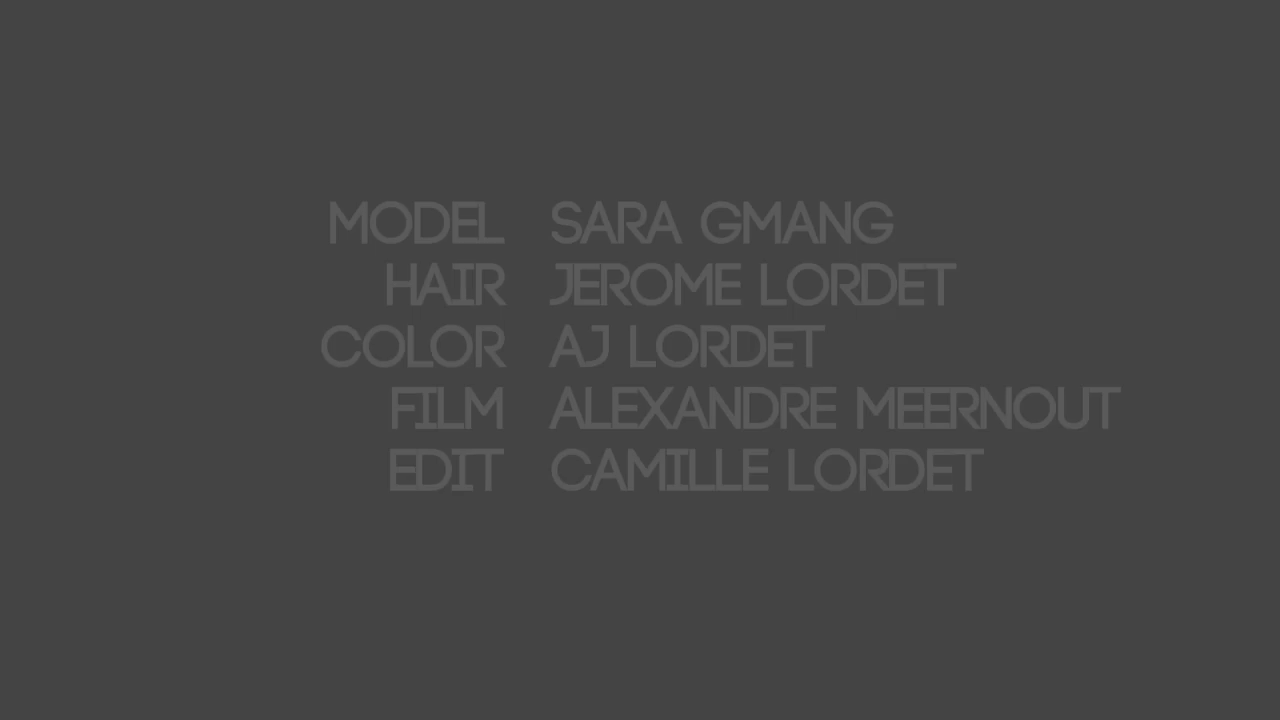 MODEL SARA GMANG
HAIR JEROME LORDET
COLOR AJ LORDET
FILM ALEXANDRE MEERNOUT
EDIT CAMILLE LORDET